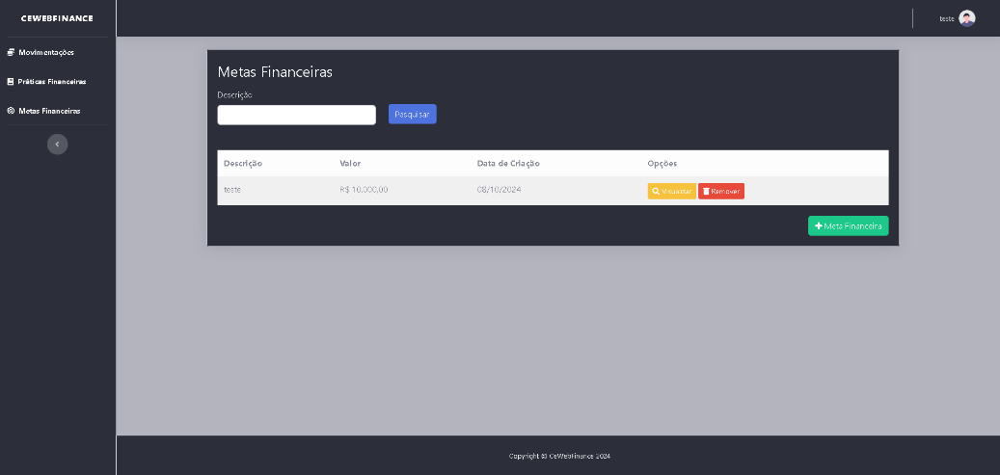 CEWEBFINANCE
teste
Movimentações
Práticas Financeiras
Metas Financeiras
Metas Financeiras
Descrição
Pesquisar
Descrição Valor Data de Criação Opções
teste R$ 10.000,00 08/10/2024 Visualizar Remover
Meta Financeira
Copyright © CeWebFinance 2024